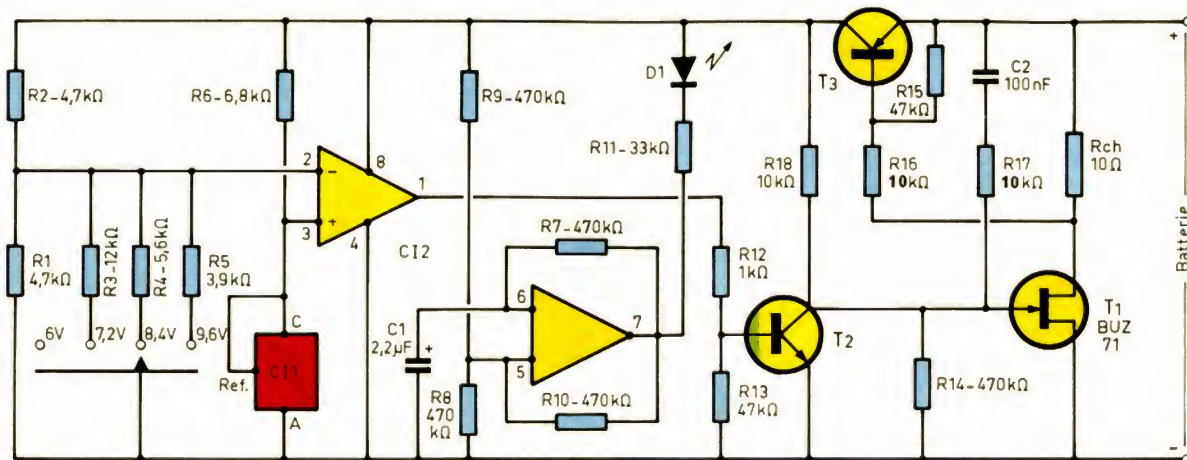 R2-4,7kΩ
R6-6,8kΩ
R9-470kΩ
D1
R11-33kΩ
T3
R15
47kΩ
C2
100nF
+
R18
10kΩ
R16
10kΩ
R17
10kΩ
Rch
10Ω
2
-
8
1
3
+
4
CI2
R1
4,7kΩ
R3-12kΩ
R4-5,6kΩ
R5
3,9kΩ
6V
7,2V
8,4V
9,6V
C
Ref.
CI1
A
R7-470kΩ
6
7
5
C1
2,2µF
+
R8
470
kΩ
R10-470kΩ
R12
1kΩ
R13
47kΩ
T2
R14-470kΩ
T1
BUZ
71
Batterie
-